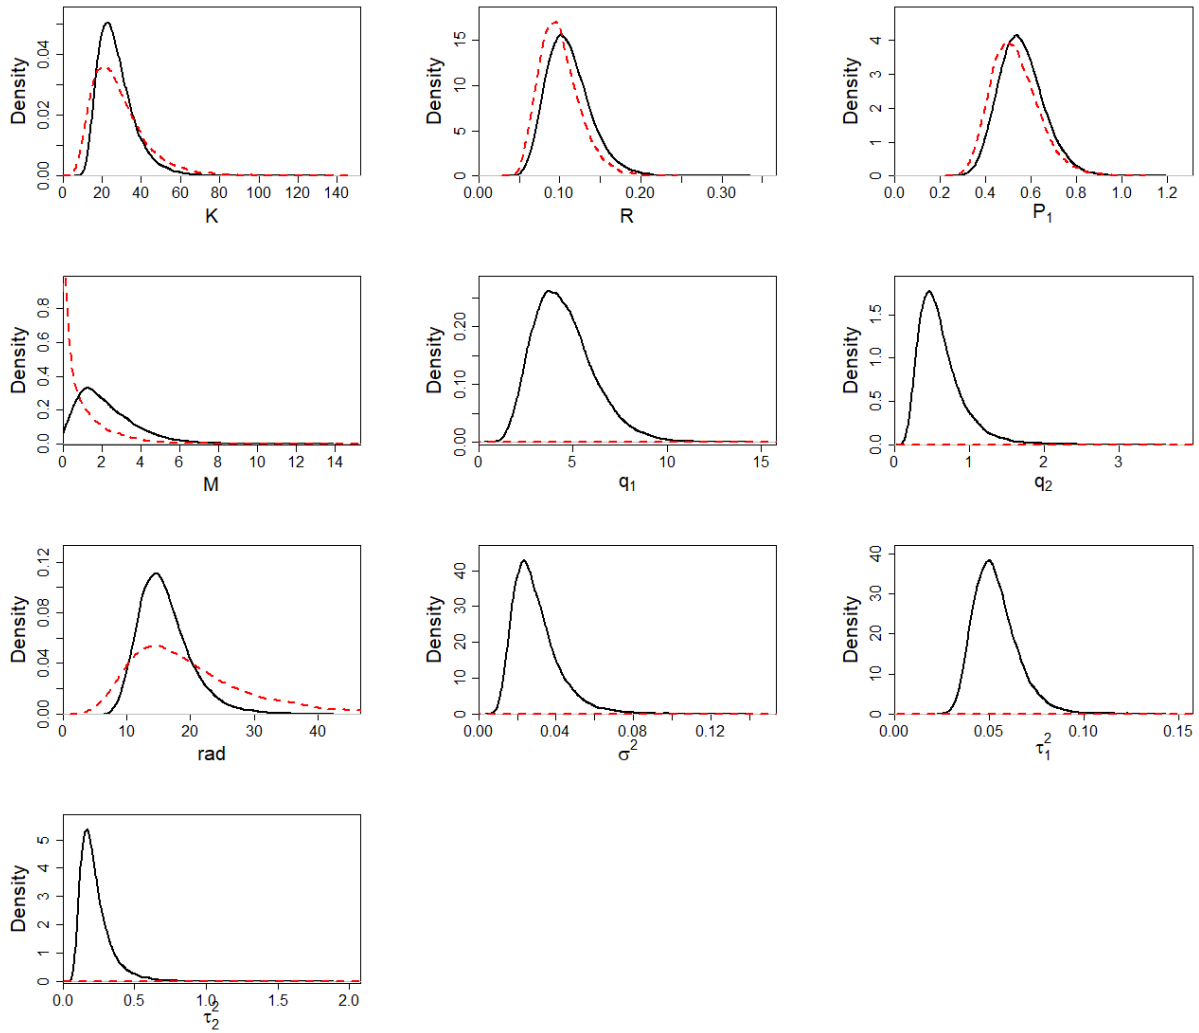 Density
0.00 0.02 0.04
0 20 40 60 80 100 120 140
K
Density
0 5 10 15
0.00 0.10 0.20 0.30
R
Density
0 1 2 3 4
0.0 0.2 0.4 0.6 0.8 1.0 1.2
P1
Density
0.0 0.2 0.4 0.6 0.8
0 2 4 6 8 10 12 14
M
Density
0.00 0.10 0.20
0 5 10 15
q1
Density
0.0 0.5 1.0 1.5
0 1 2 3
q2
Density
0.00 0.04 0.08 0.12
0 10 20 30 40
rad
Density
0 10 20 30 40
0.00 0.04 0.08 0.12
σ2
Density
0 10 20 30 40
0.00 0.05 0.10 0.15
τ12
Density
0 1 2 3 4 5
0.0 0.5 1.0 1.5 2.0
τ22